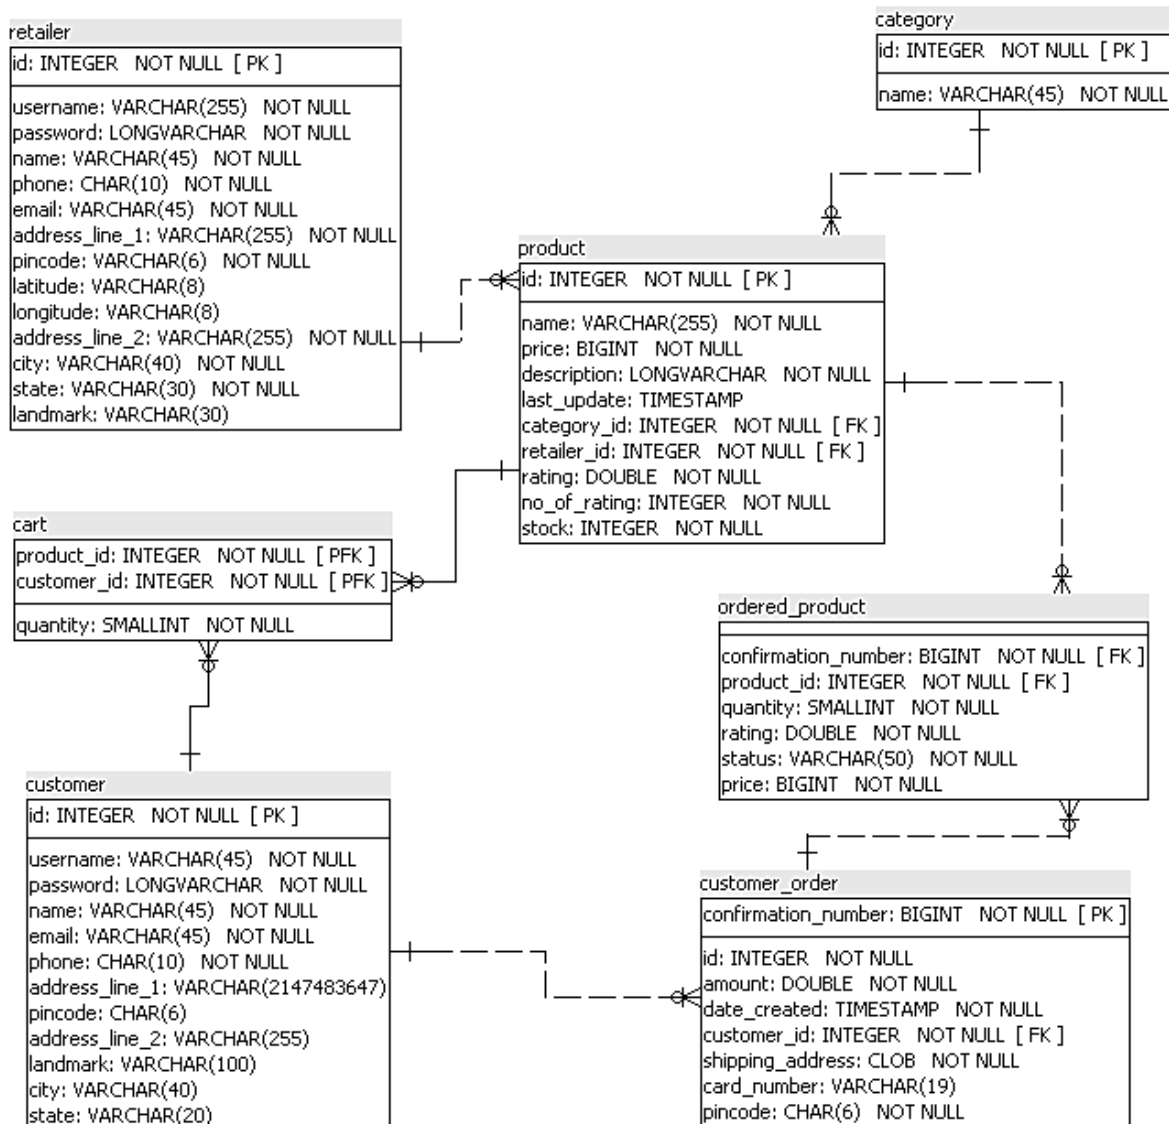 retailer
id: INTEGER NOT NULL [ PK ]
username: VARCHAR(255) NOT NULL
password: LONGVARCHAR NOT NULL
name: VARCHAR(45) NOT NULL
phone: CHAR(10) NOT NULL
email: VARCHAR(45) NOT NULL
address_line_1: VARCHAR(255) NOT NULL
pincode: VARCHAR(6) NOT NULL
latitude: VARCHAR(8)
longitude: VARCHAR(8)
address_line_2: VARCHAR(255) NOT NULL
city: VARCHAR(40) NOT NULL
state: VARCHAR(30) NOT NULL
landmark: VARCHAR(30)
category
id: INTEGER NOT NULL [ PK ]
name: VARCHAR(45) NOT NULL
product
id: INTEGER NOT NULL [ PK ]
name: VARCHAR(255) NOT NULL
price: BIGINT NOT NULL
description: LONGVARCHAR NOT NULL
last_update: TIMESTAMP
category_id: INTEGER NOT NULL [ FK ]
retailer_id: INTEGER NOT NULL [ FK ]
rating: DOUBLE NOT NULL
no_of_rating: INTEGER NOT NULL
stock: INTEGER NOT NULL
cart
product_id: INTEGER NOT NULL [ PFK ]
customer_id: INTEGER NOT NULL [ PFK ]
quantity: SMALLINT NOT NULL
ordered_product
confirmation_number: BIGINT NOT NULL [ FK ]
product_id: INTEGER NOT NULL [ FK ]
quantity: SMALLINT NOT NULL
rating: DOUBLE NOT NULL
status: VARCHAR(50) NOT NULL
price: BIGINT NOT NULL
customer
id: INTEGER NOT NULL [ PK ]
username: VARCHAR(45) NOT NULL
password: LONGVARCHAR NOT NULL
name: VARCHAR(45) NOT NULL
email: VARCHAR(45) NOT NULL
phone: CHAR(10) NOT NULL
address_line_1: VARCHAR(2147483647)
pincode: CHAR(6)
address_line_2: VARCHAR(255)
landmark: VARCHAR(100)
city: VARCHAR(40)
state: VARCHAR(20)
customer_order
confirmation_number: BIGINT NOT NULL [ PK ]
id: INTEGER NOT NULL
amount: DOUBLE NOT NULL
date_created: TIMESTAMP NOT NULL
customer_id: INTEGER NOT NULL [ FK ]
shipping_address: CLOB NOT NULL
card_number: VARCHAR(19)
pincode: CHAR(6) NOT NULL